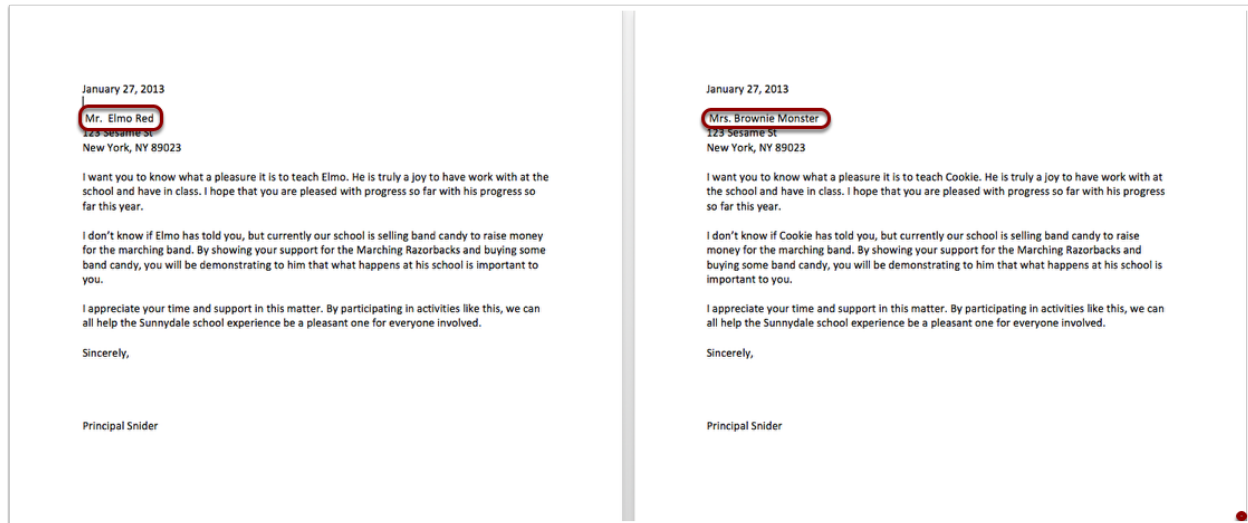 January 27, 2013
Mr. Elmo Red
123 Sesame St
New York, NY 89023
I want you to know what a pleasure it is to teach Elmo. He is truly a joy to have work with at the
school and have in class. I hope that you are pleased with progress so far with his progress so
far this year.
I don't know if Elmo has told you, but currently our school is selling band candy to raise money
for the marching band. By showing your support for the Marching Razorbacks and buying some
band candy, you will be demonstrating to him that what happens at his school is important to
you.
I appreciate your time and support in this matter. By participating in activities like this, we can
all help the Sunnydale school experience be a pleasant one for everyone involved.
Sincerely,
Principal Snider
January 27, 2013
Mrs. Brownie Monster
123 Sesame St
New York, NY 89023
I want you to know what a pleasure it is to teach Cookie. He is truly a joy to have work with at
the school and have in class. I hope that you are pleased with progress so far with his progress
so far this year.
I don't know if Cookie has told you, but currently our school is selling band candy to raise
money for the marching band. By showing your support for the Marching Razorbacks and
buying some band candy, you will be demonstrating to him that what happens at his school is
important to you.
I appreciate your time and support in this matter. By participating in activities like this, we can
all help the Sunnydale school experience be a pleasant one for everyone involved.
Sincerely,
Principal Snider